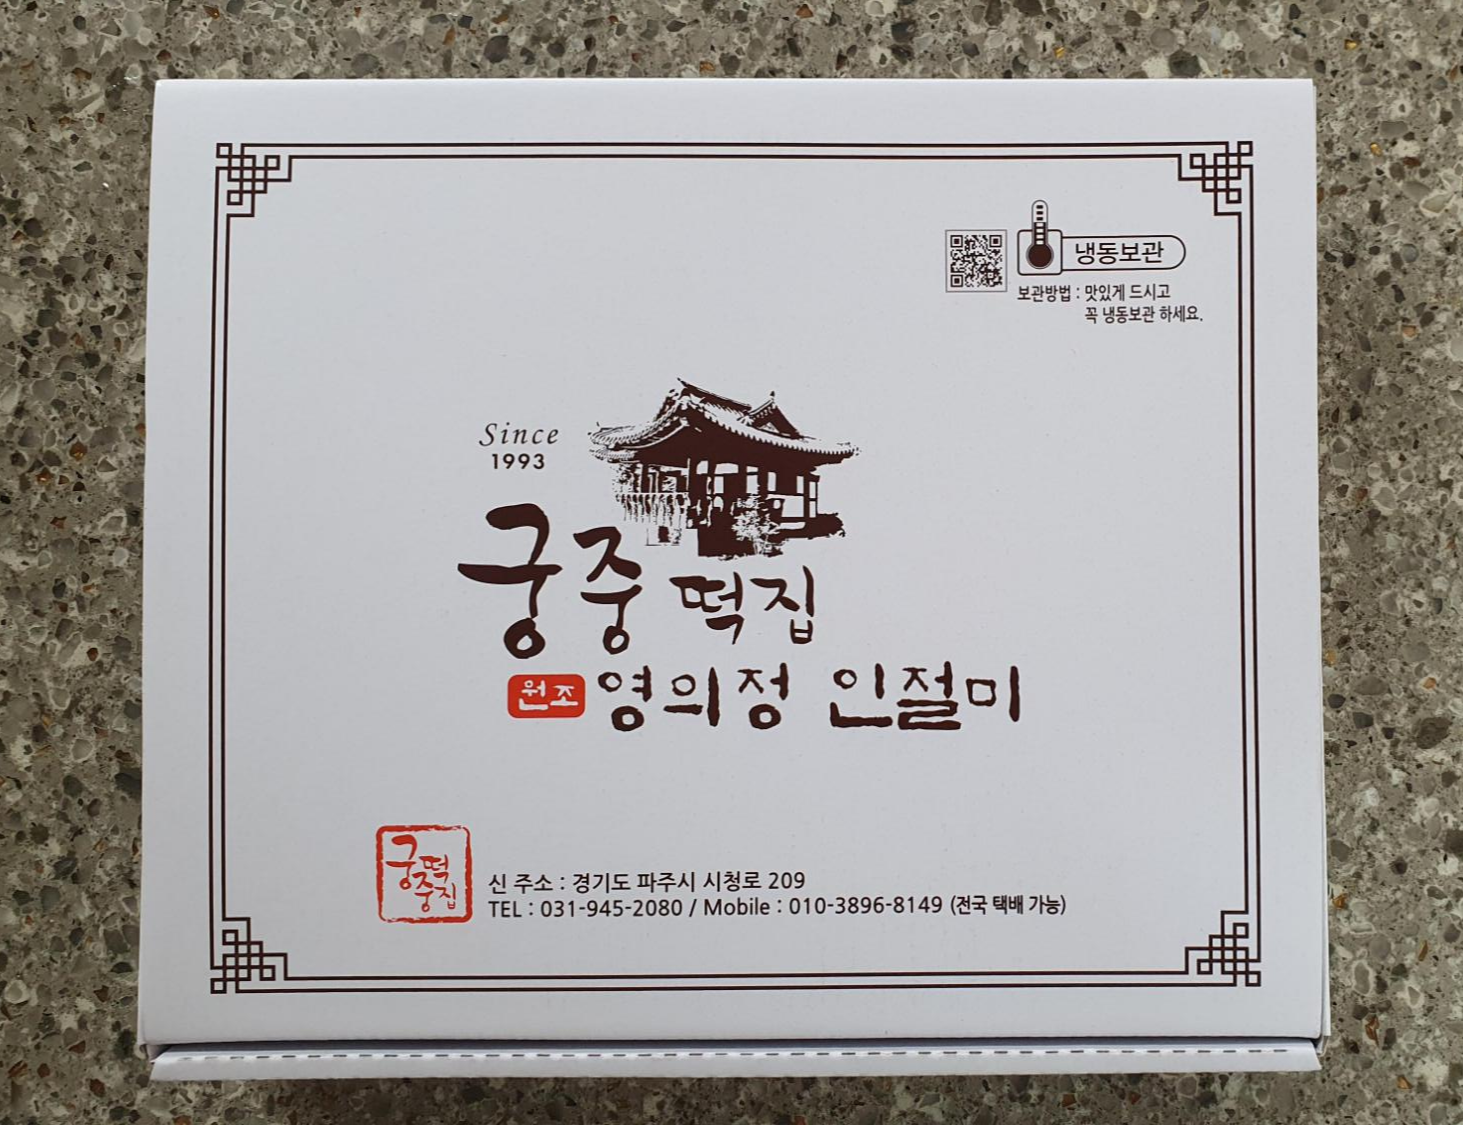 냉동보관
보관방법 : 맛있게 드시고
꼭 냉동보관 하세요.
Since
1993
궁중 떡집
원조 영의정 인절미
궁떡
중집
신 주소 : 경기도 파주시 시청로 209
TEL : 031-945-2080 / Mobile : 010-3896-8149 (전국 택배 가능)